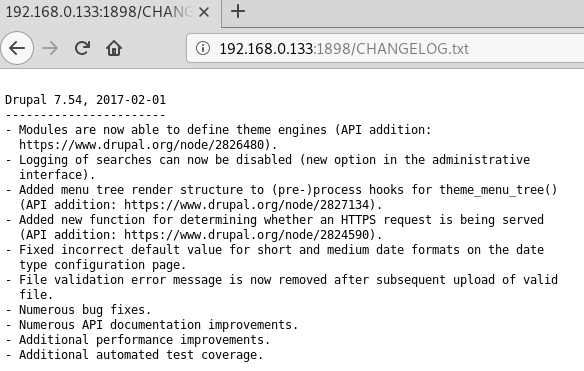 192.168.0.133:1898/CHANG
192.168.0.133:1898/CHANGELOG.txt
Drupal 7.54, 2017-02-01
-----------------------
- Modules are now able to define theme engines (API addition:
  https://www.drupal.org/node/2826480).
- Logging of searches can now be disabled (new option in the administrative
  interface).
- Added menu tree render structure to (pre-)process hooks for theme_menu_tree()
  (API addition: https://www.drupal.org/node/2827134).
- Added new function for determining whether an HTTPS request is being served
  (API addition: https://www.drupal.org/node/2824590).
- Fixed incorrect default value for short and medium date formats on the date
  type configuration page.
- File validation error message is now removed after subsequent upload of valid
  file.
- Numerous bug fixes.
- Numerous API documentation improvements.
- Additional performance improvements.
- Additional automated test coverage.